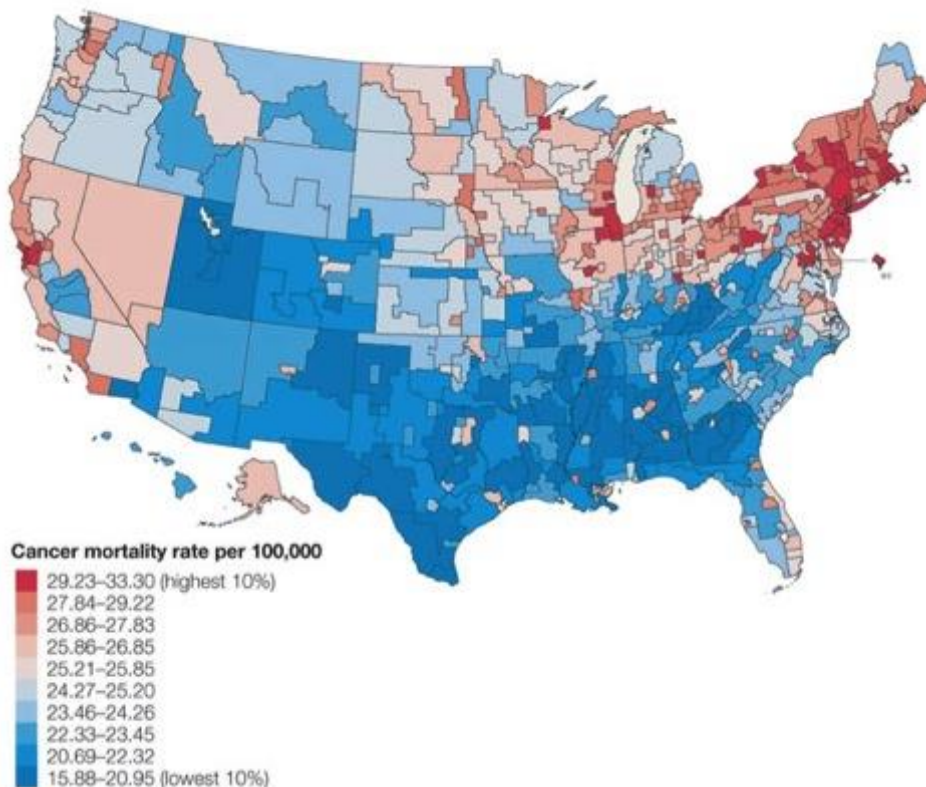 Cancer mortality rate per 100,000
29.23–33.30 (highest 10%)
27.84–29.22
26.86–27.83
25.86–26.85
25.21–25.85
24.27–25.20
23.46–24.26
22.33–23.45
20.69–22.32
15.88–20.95 (lowest 10%)